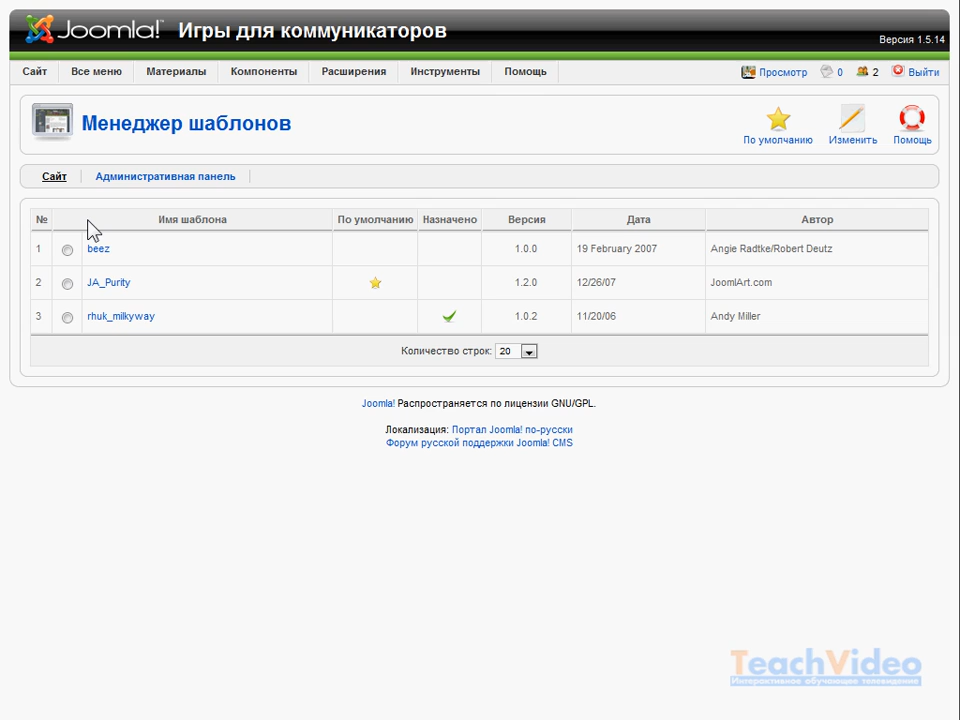 Joomla! Игры для коммуникаторов
Версия 1.5.14
Сайт Все меню Материалы Компоненты Расширения Инструменты Помощь Просмотр 0 2 Выйти
Менеджер шаблонов
По умолчанию Изменить Помощь
Сайт Административная панель
№ Имя шаблона По умолчанию Назначено Версия Дата Автор
1 beez 1.0.0 19 February 2007 Angie Radtke/Robert Deutz
2 JA_Purity 1.2.0 12/26/07 JoomlArt.com
3 rhuk_milkyway 1.0.2 11/20/06 Andy Miller
Количество строк: 20
Joomla! Распространяется по лицензии GNU/GPL.
Локализация: Портал Joomla! по-русски
Форум русской поддержки Joomla! CMS
TeachVideo
Интерактивное обучающее телевидение